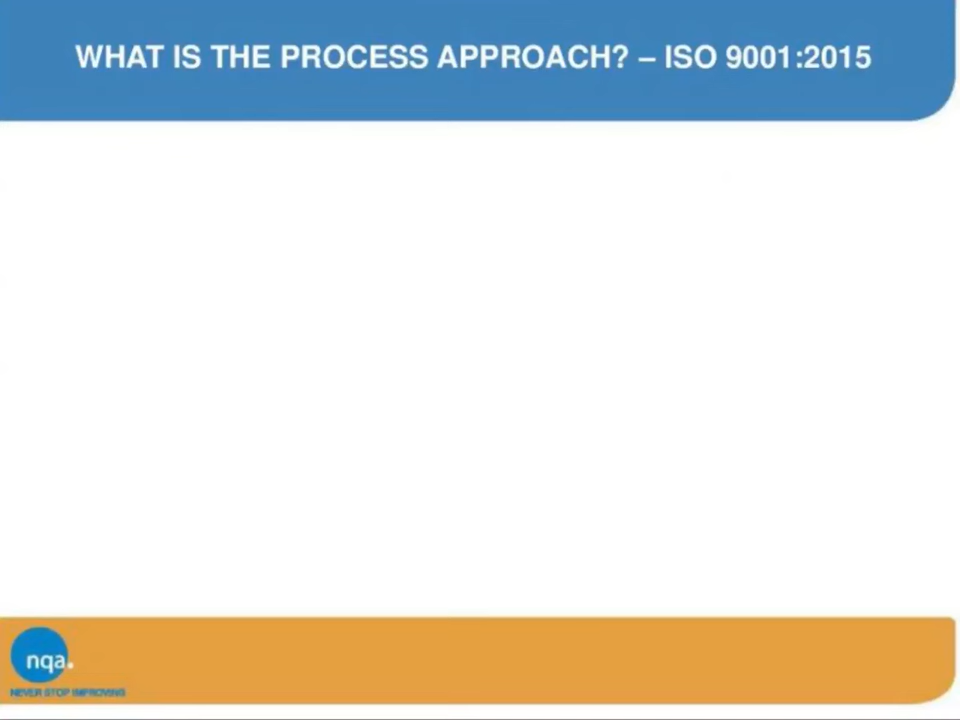 WHAT IS THE PROCESS APPROACH? – ISO 9001:2015
nqa.
NEVER STOP IMPROVING